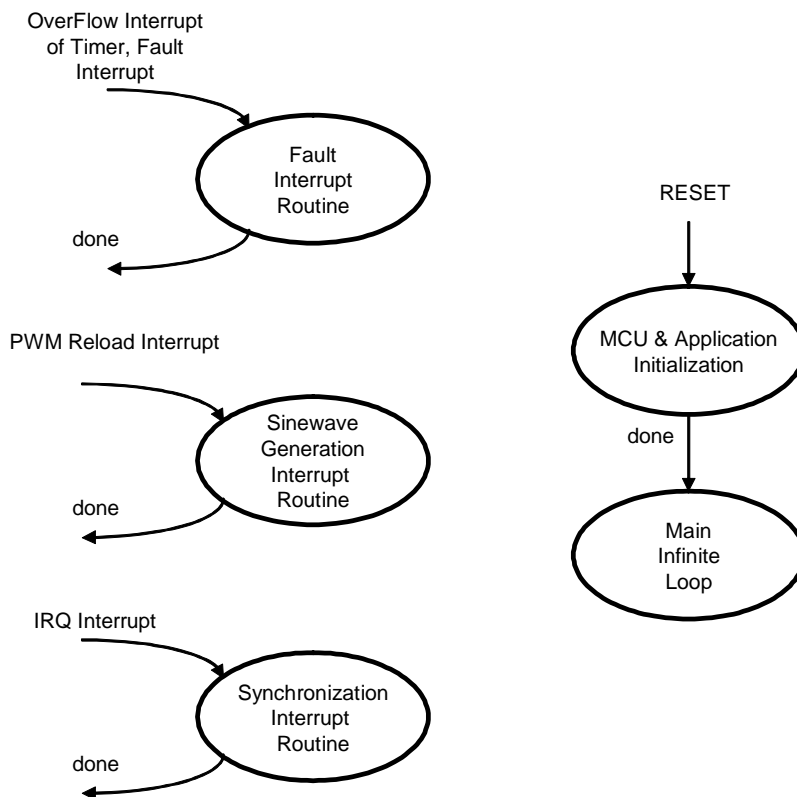 OverFlow Interrupt
of Timer, Fault
Interrupt
Fault
Interrupt
Routine
done
PWM Reload Interrupt
Sinewave
Generation
Interrupt
Routine
done
IRQ Interrupt
Synchronization
Interrupt
Routine
done
RESET
MCU & Application
Initialization
done
Main
Infinite
Loop